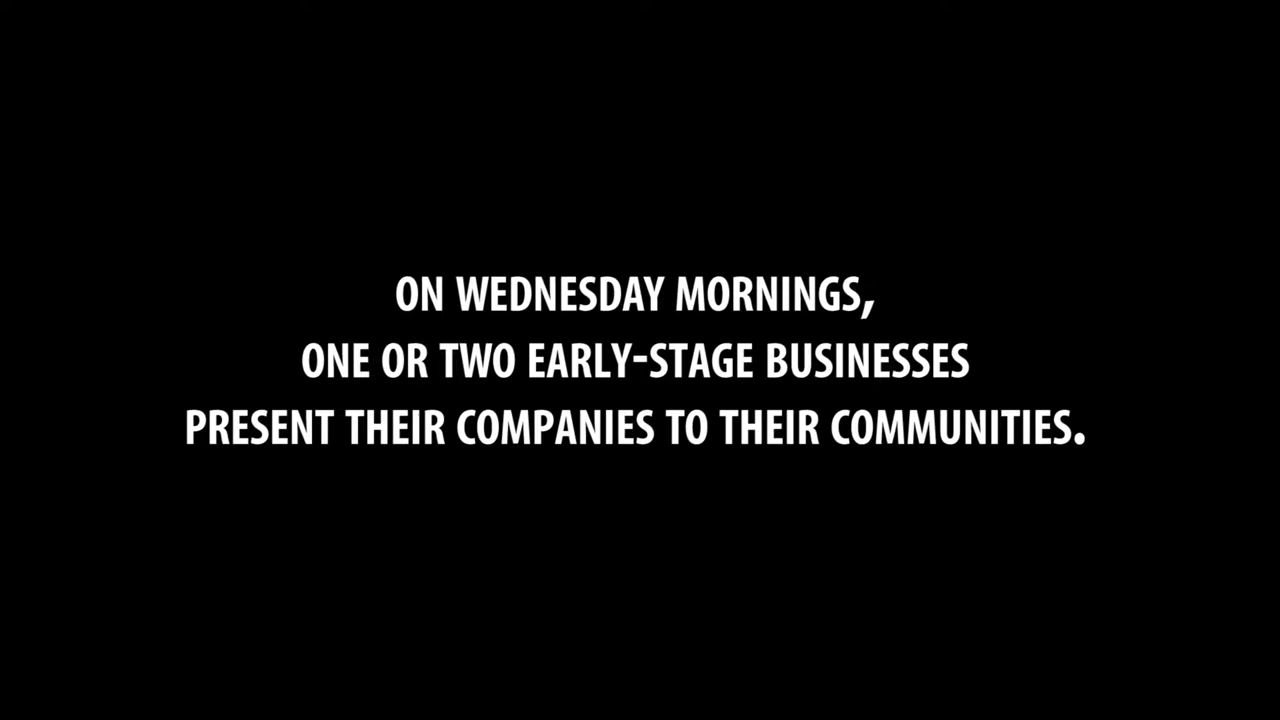 ON WEDNESDAY MORNINGS,
ONE OR TWO EARLY-STAGE BUSINESSES
PRESENT THEIR COMPANIES TO THEIR COMMUNITIES.